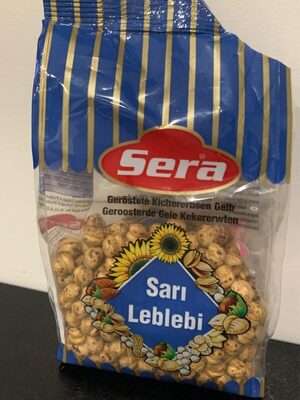 Sera
Geröstete Kichererbsen Gelb
Geroosterde Gele Kekererwten
Sarı
Leblebi